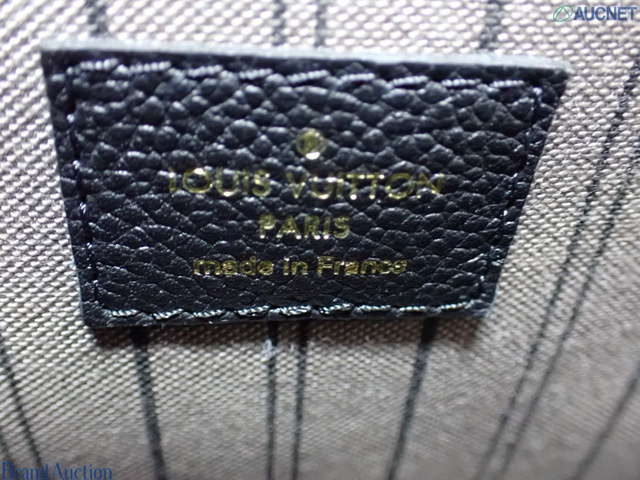 AUCNET
LOUIS VUITTON
PARIS
made in France
Brand Auction